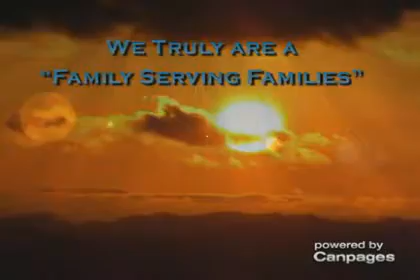 We Truly are a
"Family Serving Families"
powered by
Canpages